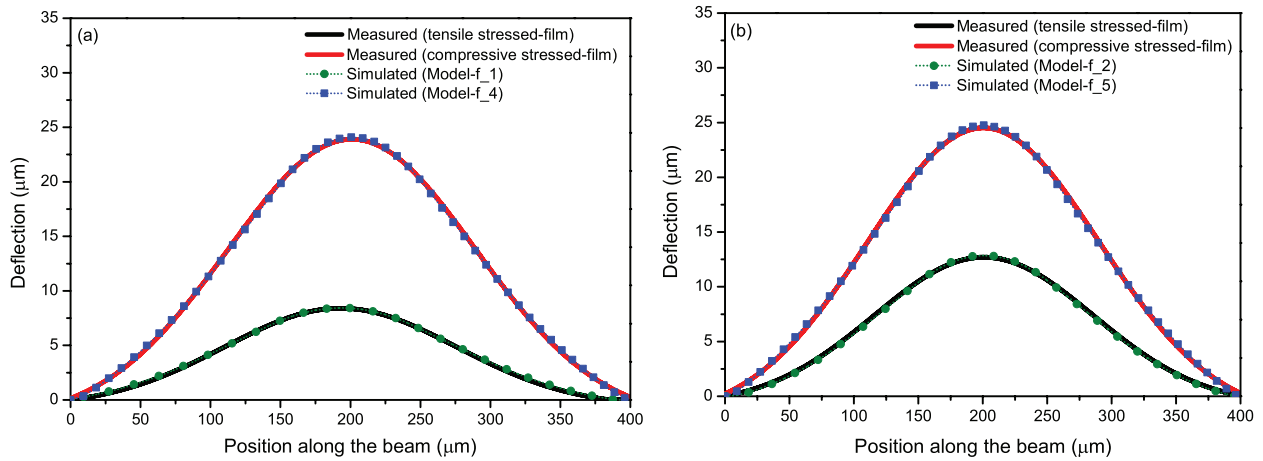 (a)
Measured (tensile stressed-film)
Measured (compressive stressed-film)
Simulated (Model-f_1)
Simulated (Model-f_4)
35
30
25
20
15
10
5
0
Deflection (μm)
0 50 100 150 200 250 300 350 400
Position along the beam (μm)
(b)
Measured (tensile stressed-film)
Measured (compressive stressed-film)
Simulated (Model-f_2)
Simulated (Model-f_5)
35
30
25
20
15
10
5
0
Deflection (μm)
0 50 100 150 200 250 300 350 400
Position along the beam (μm)